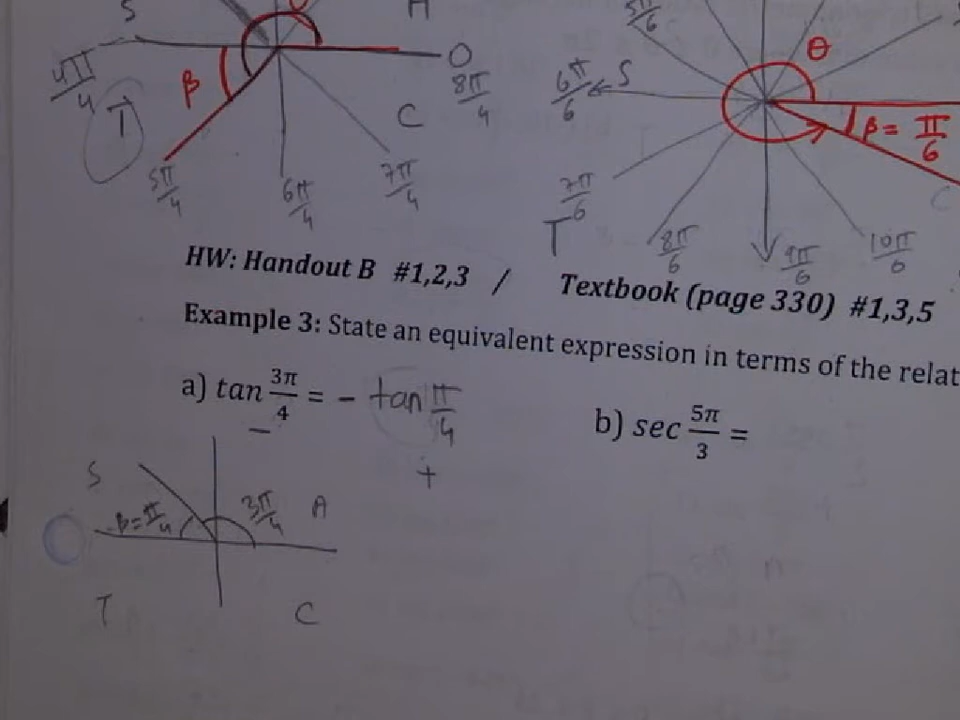 S
A
θ
5π/6
4π/4
β
T
0
8π/4
C
5π/4
6π/4
7π/4
6π/6
S
θ
β = π/6
7π/6
T
8π/6
9π/6
10π/6
C
HW: Handout B #1,2,3 / Textbook (page 330) #1,3,5
Example 3: State an equivalent expression in terms of the
a) tan 3π/4 = - tan π/4
b) sec 5π/3 =
- +
S
β=π/4
3π/4
A
T
C